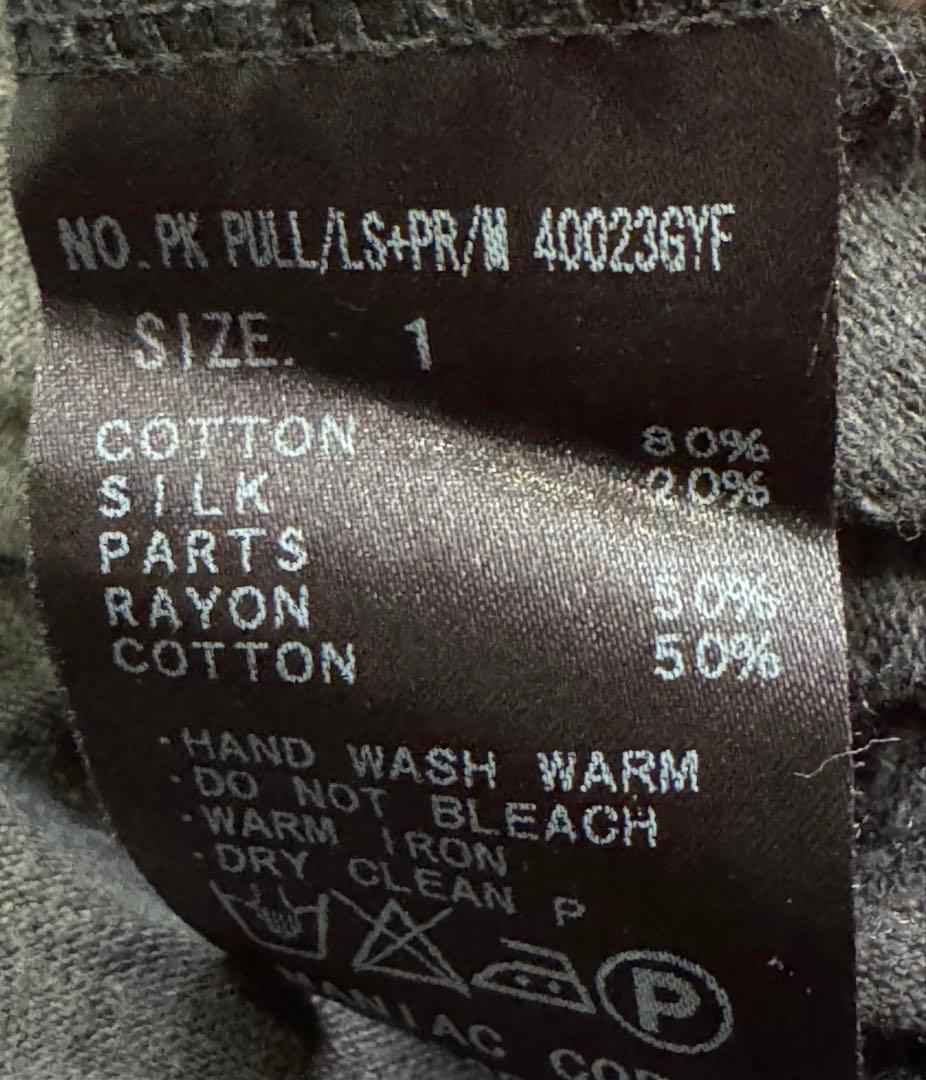 NO. PK PULL/LS+PR/M 40023GYF
SIZE. 1
COTTON 80%
SILK 20%
PARTS
RAYON 50%
COTTON 50%
·HAND WASH WARM
·DO NOT BLEACH
·WARM IRON
·DRY CLEAN P
P